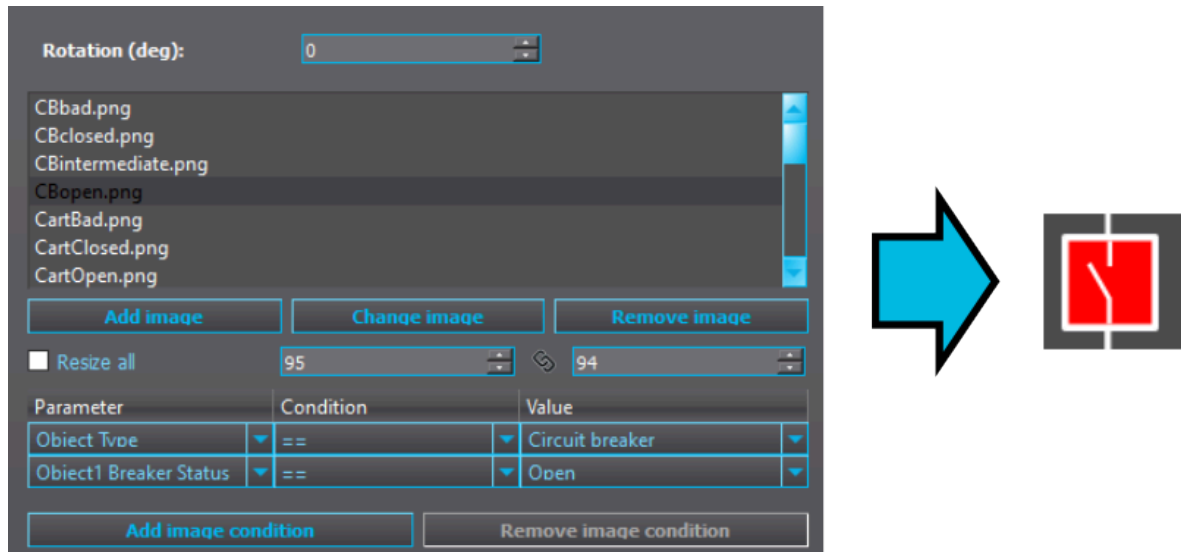 Rotation (deg): 0
CBbad.png
CBclosed.png
CBintermediate.png
CBopen.png
CartBad.png
CartClosed.png
CartOpen.png
Add image Change image Remove image
Resize all 95 94
Parameter Condition Value
Object Type == Circuit breaker
Object1 Breaker Status == Open
Add image condition Remove image condition